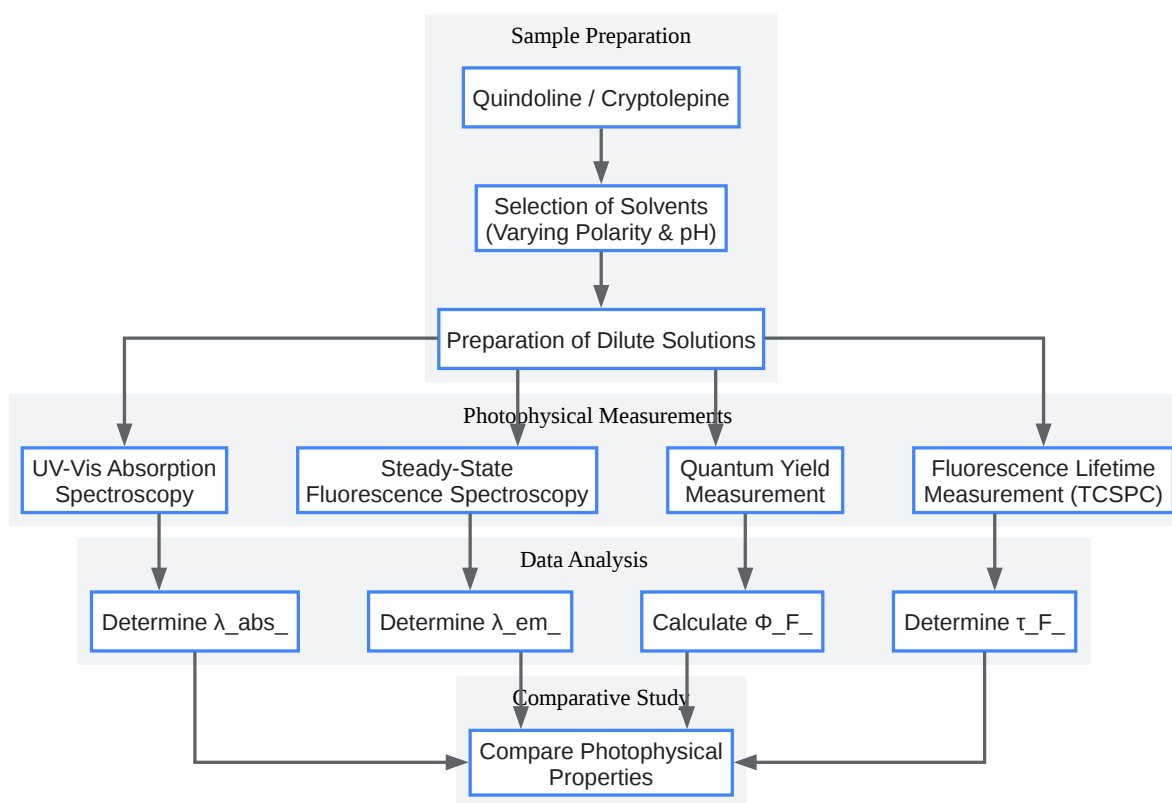 Sample Preparation
Quindoline / Cryptolepine
Selection of Solvents
(Varying Polarity & pH)
Preparation of Dilute Solutions
Photophysical Measurements
UV-Vis Absorption
Spectroscopy
Steady-State
Fluorescence Spectroscopy
Quantum Yield
Measurement
Fluorescence Lifetime
Measurement (TCSPC)
Data Analysis
Determine λ_abs_
Determine λ_em_
Calculate Φ_F_
Determine τ_F_
Comparative Study
Compare Photophysical
Properties